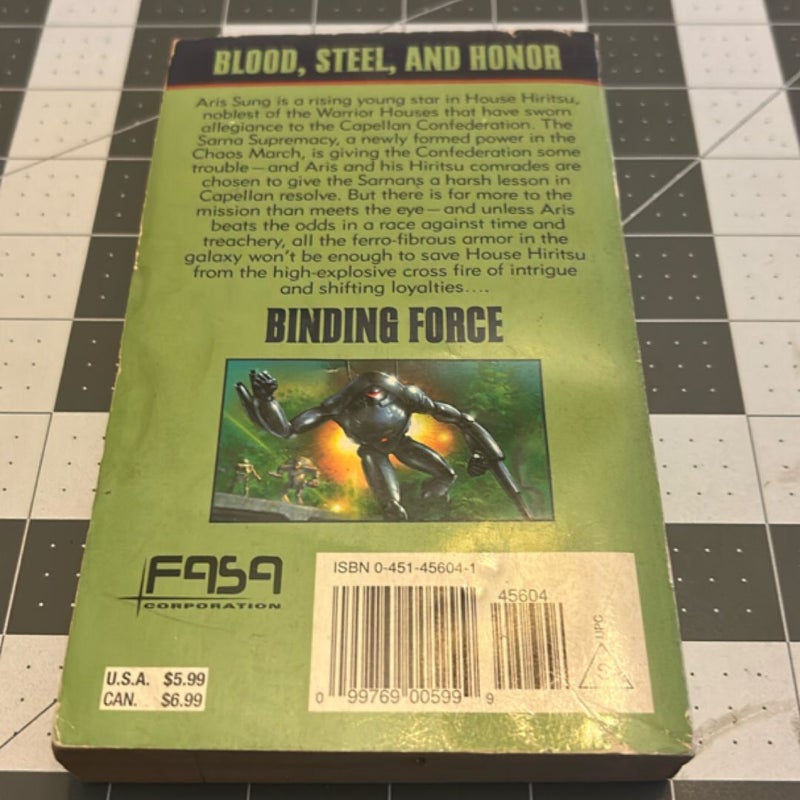 BLOOD, STEEL, AND HONOR
Aris Sung is a rising young star in House Hiritsu,
noblest of the Warrior Houses that have sworn
allegiance to the Capellan Confederation. The
Sarna Supremacy, a newly formed power in the
Chaos March, is giving the Confederation some
trouble—and Aris and his Hiritsu comrades are
chosen to give the Sarnans a harsh lesson in
Capellan resolve. But there is far more to the
mission than meets the eye—and unless Aris
beats the odds in a race against time and
treachery, all the ferro-fibrous armor in the
galaxy won't be enough to save House Hiritsu
from the high-explosive cross fire of intrigue
and shifting loyalties....
BINDING FORCE
FASA
CORPORATION
ISBN 0-451-45604-1
45604
UPC
0 99769 00599 9
U.S.A. $5.99
CAN. $6.99